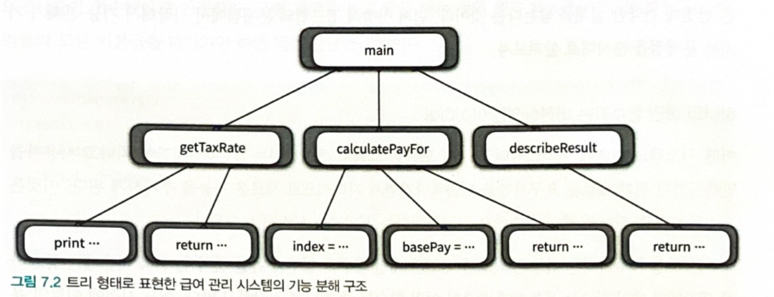 main
getTaxRate
calculatePayFor
describeResult
print ···
return ···
index = ···
basePay = ···
return ···
return ···
그림 7.2 트리 형태로 표현한 급여 관리 시스템의 기능 분해 구조